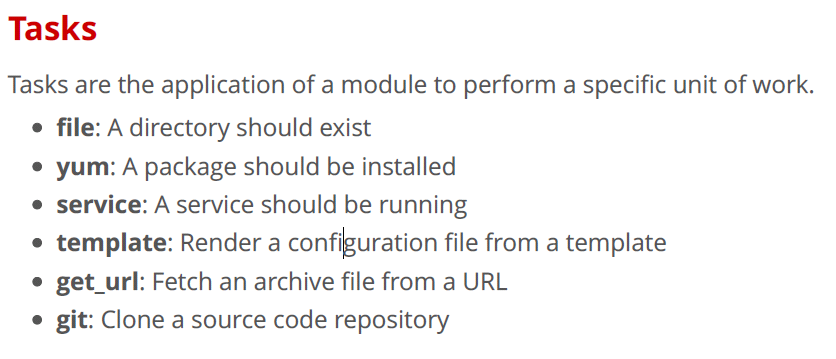 Tasks
Tasks are the application of a module to perform a specific unit of work.
• file: A directory should exist
• yum: A package should be installed
• service: A service should be running
• template: Render a configuration file from a template
• get_url: Fetch an archive file from a URL
• git: Clone a source code repository